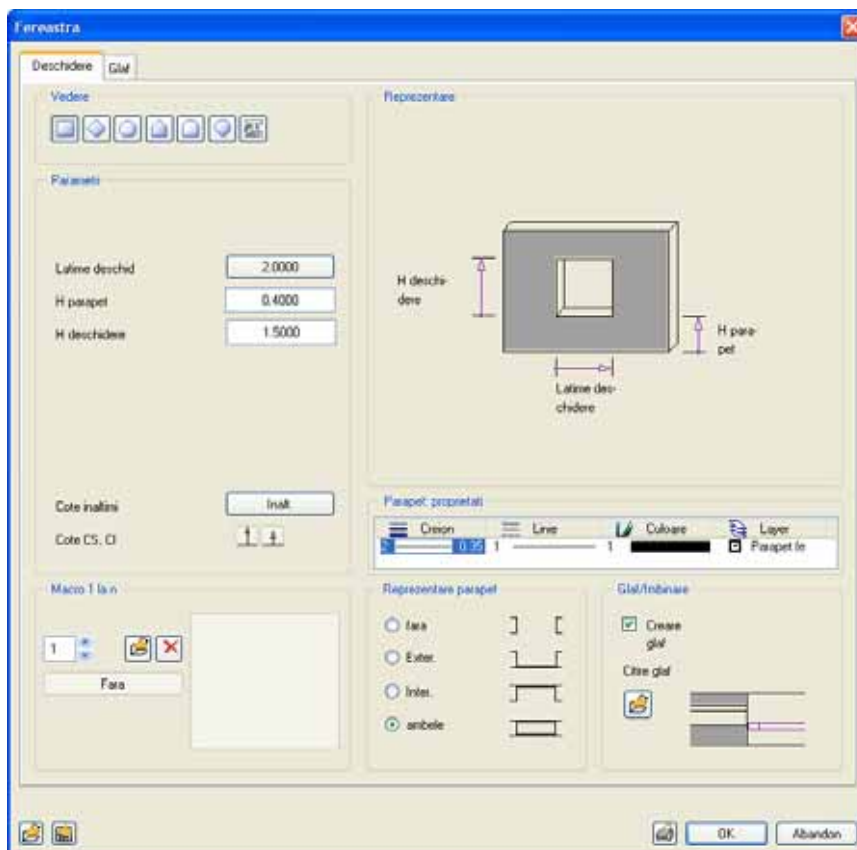 Fereastra
Deschidere
Glaf
Vedere
Parametri
Latime deschid
2.0000
H parapet
0.4000
H deschidere
1.5000
Cote inaltimi
Inalt
Cote CS, CI
Macro 1 la n
1
Fara
Reprezentare
H deschi-
dere
H para-
pet
Latime des-
chidere
Parapet: proprietati
Creion
Linie
Culoare
Layer
2
0.35
1
1
Parapet fe
Reprezentare parapet
fara
Exter.
Inter.
ambele
Glaf/Imbinare
Creare
glaf
Citire glaf
OK
Abandon